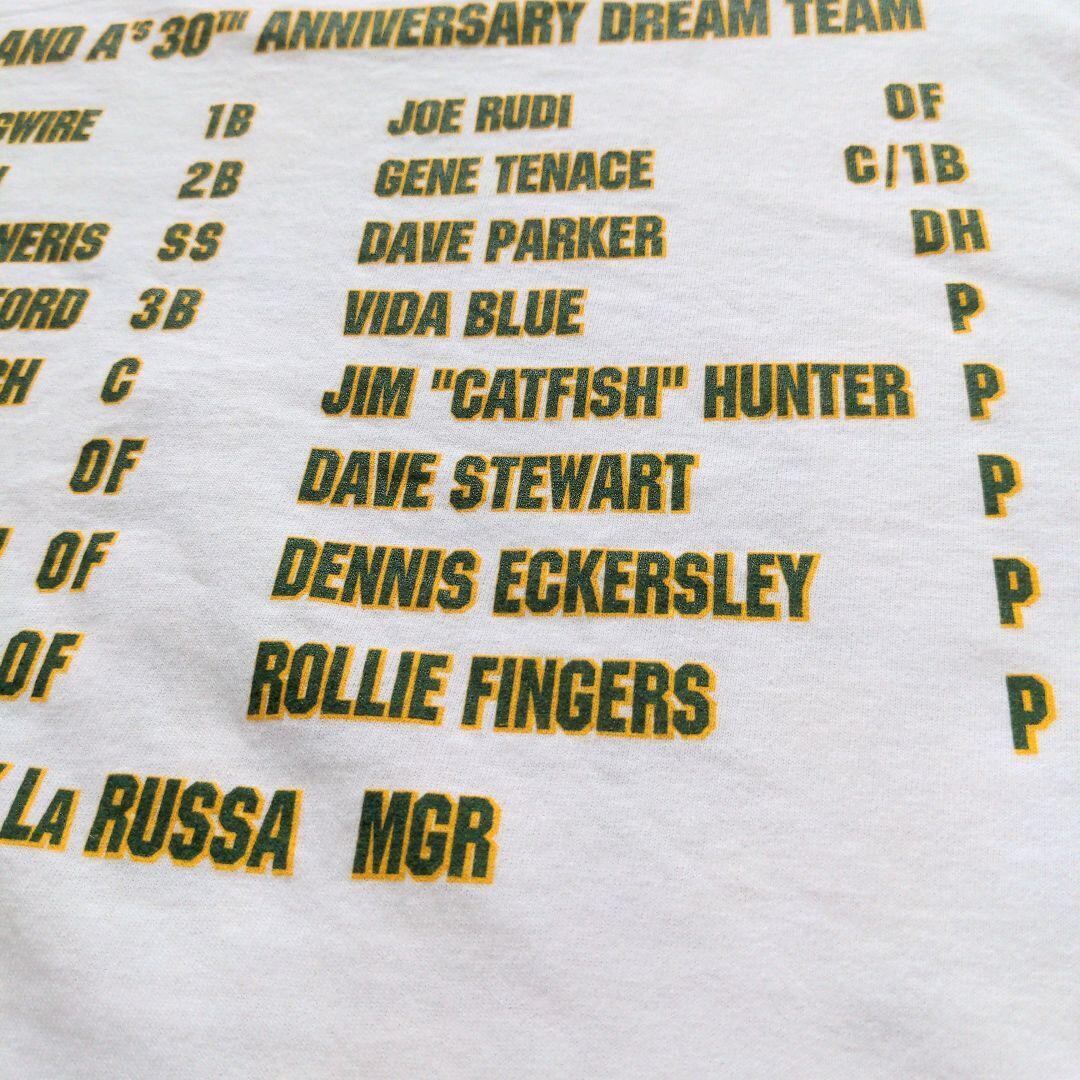 AND A's 30TH ANNIVERSARY DREAM TEAM
GWIRE 1B JOE RUDI OF
2B GENE TENACE C/1B
NERIS SS DAVE PARKER DH
FORD 3B VIDA BLUE P
CH C JIM "CATFISH" HUNTER P
OF DAVE STEWART P
OF DENNIS ECKERSLEY P
OF ROLLIE FINGERS P
LA RUSSA MGR